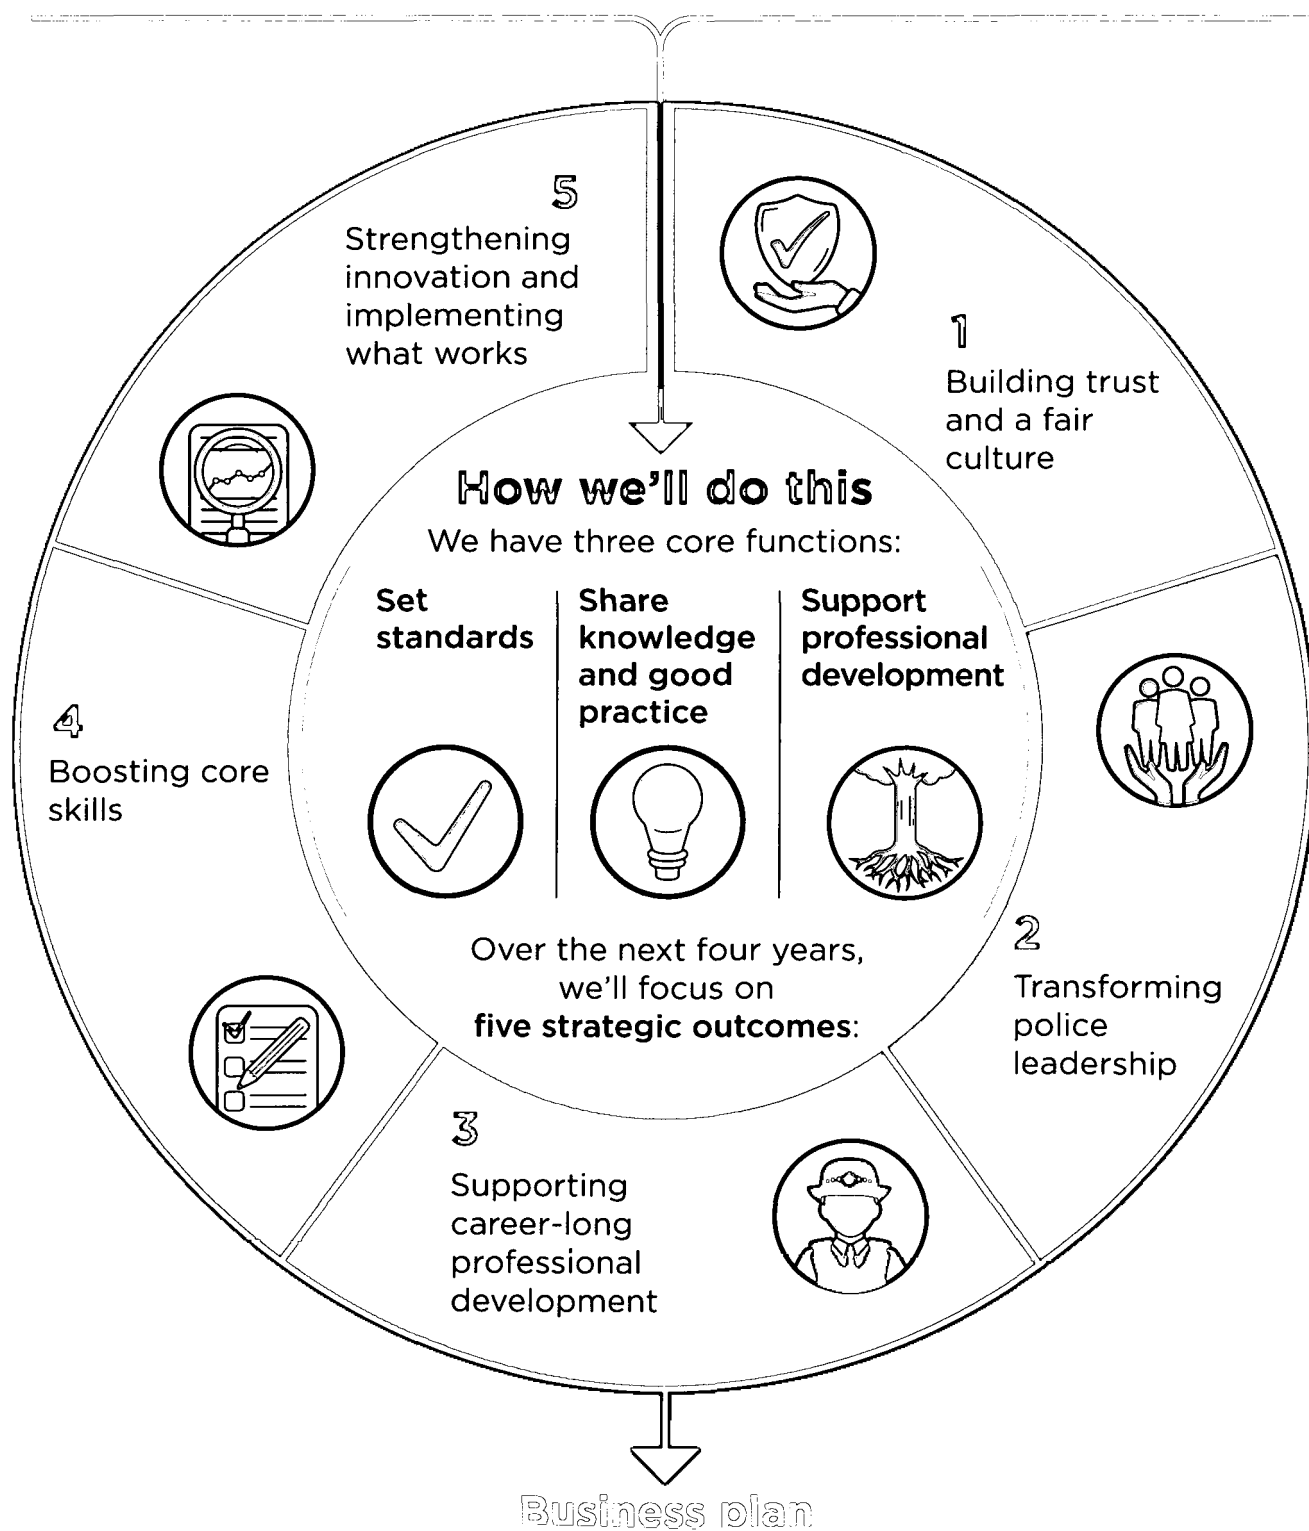 How we'll do this
We have three core functions:
Set
standards
Share
knowledge
and good
practice
Support
professional
development
Over the next four years,
we'll focus on
five strategic outcomes:
1
Building trust
and a fair
culture
2
Transforming
police
leadership
3
Supporting
career-long
professional
development
4
Boosting core
skills
5
Strengthening
innovation and
implementing
what works
Business plan